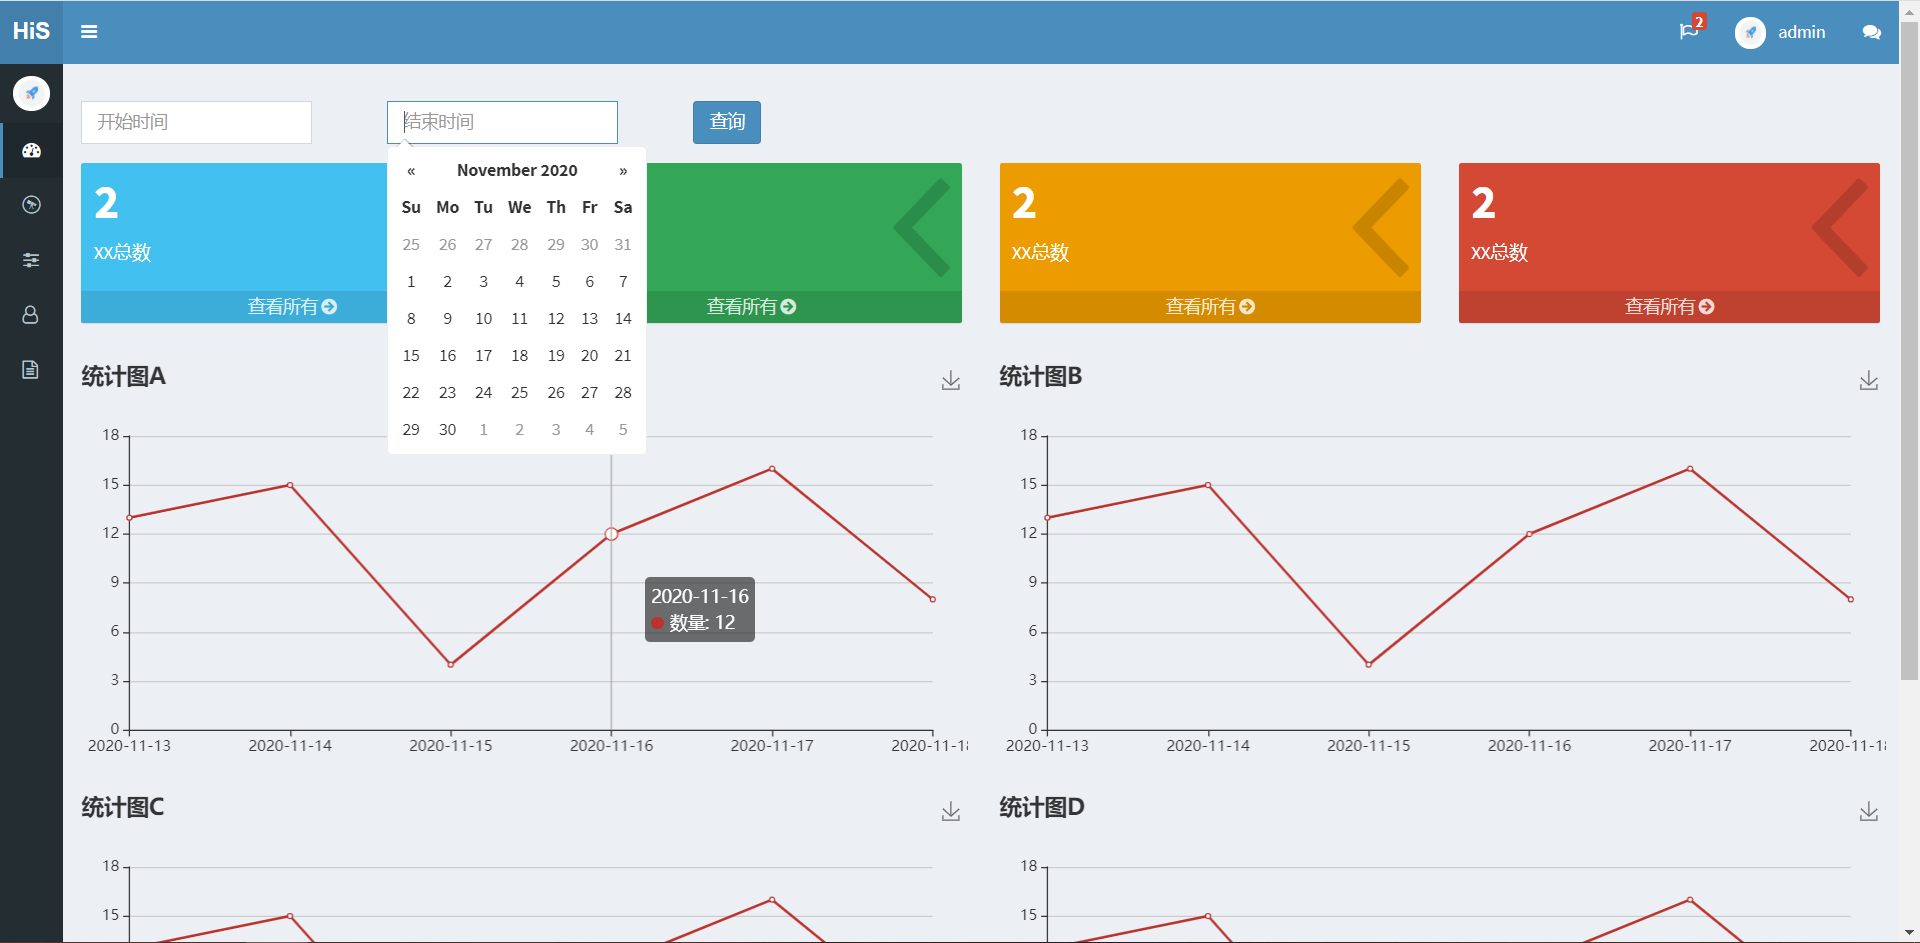 HiS
2
admin
开始时间
结束时间
查询
« November 2020 »
Su Mo Tu We Th Fr Sa
25 26 27 28 29 30 31
1 2 3 4 5 6 7
8 9 10 11 12 13 14
15 16 17 18 19 20 21
22 23 24 25 26 27 28
29 30 1 2 3 4 5
2
xx总数
查看所有
查看所有
2
xx总数
查看所有
2
xx总数
查看所有
统计图A
18
15
12
9
6
3
0
2020-11-13 2020-11-14 2020-11-15 2020-11-16 2020-11-17 2020-11-18
2020-11-16
数量: 12
统计图B
18
15
12
9
6
3
0
2020-11-13 2020-11-14 2020-11-15 2020-11-16 2020-11-17 2020-11-18
统计图C
18
15
统计图D
18
15